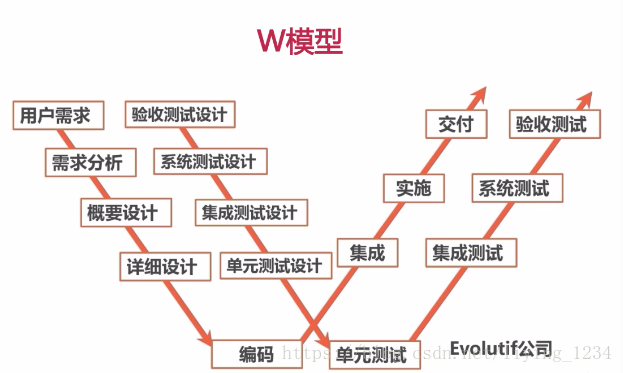 W模型
用户需求
验收测试设计
交付
验收测试
需求分析
系统测试设计
实施
系统测试
概要设计
集成测试设计
集成
集成测试
详细设计
单元测试设计
编码
单元测试
Evolutif公司